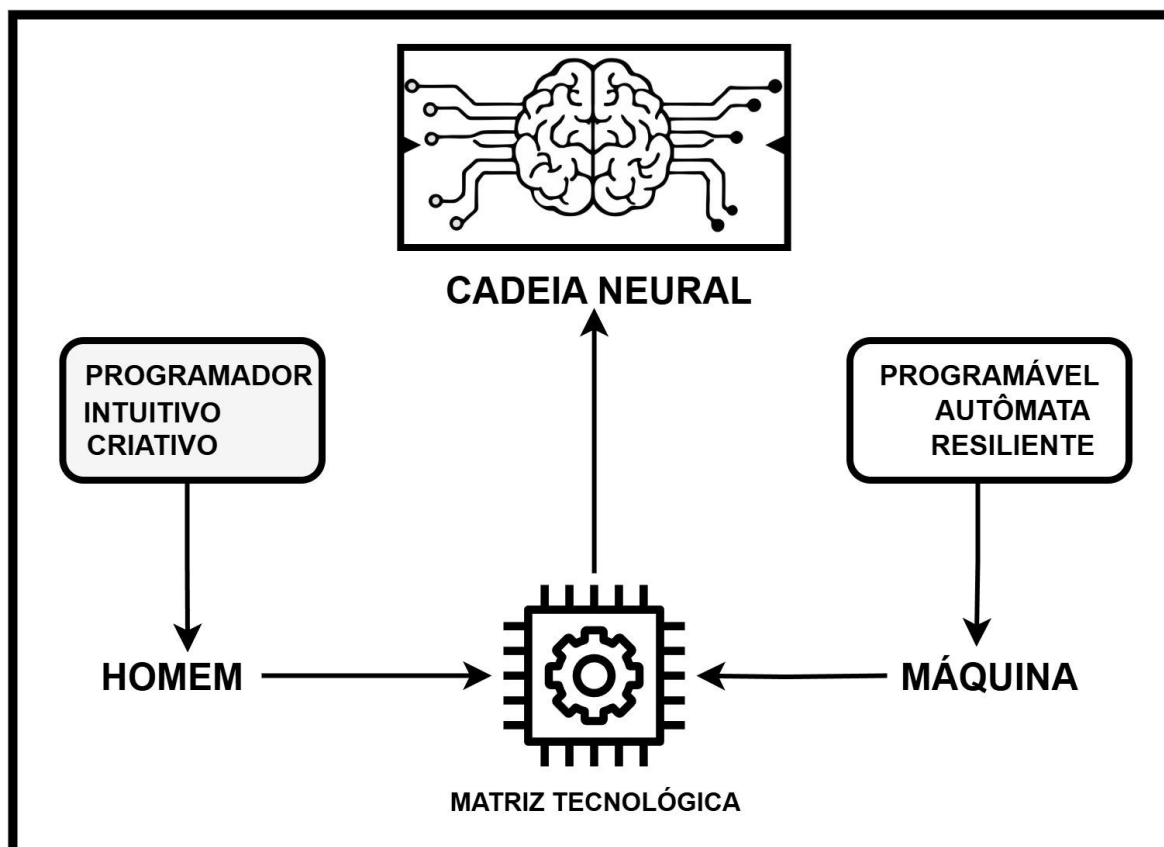 CADEIA NEURAL
PROGRAMADOR
INTUITIVO
CRIATIVO
PROGRAMÁVEL
AUTÔMATA
RESILIENTE
HOMEM
MÁQUINA
MATRIZ TECNOLÓGICA